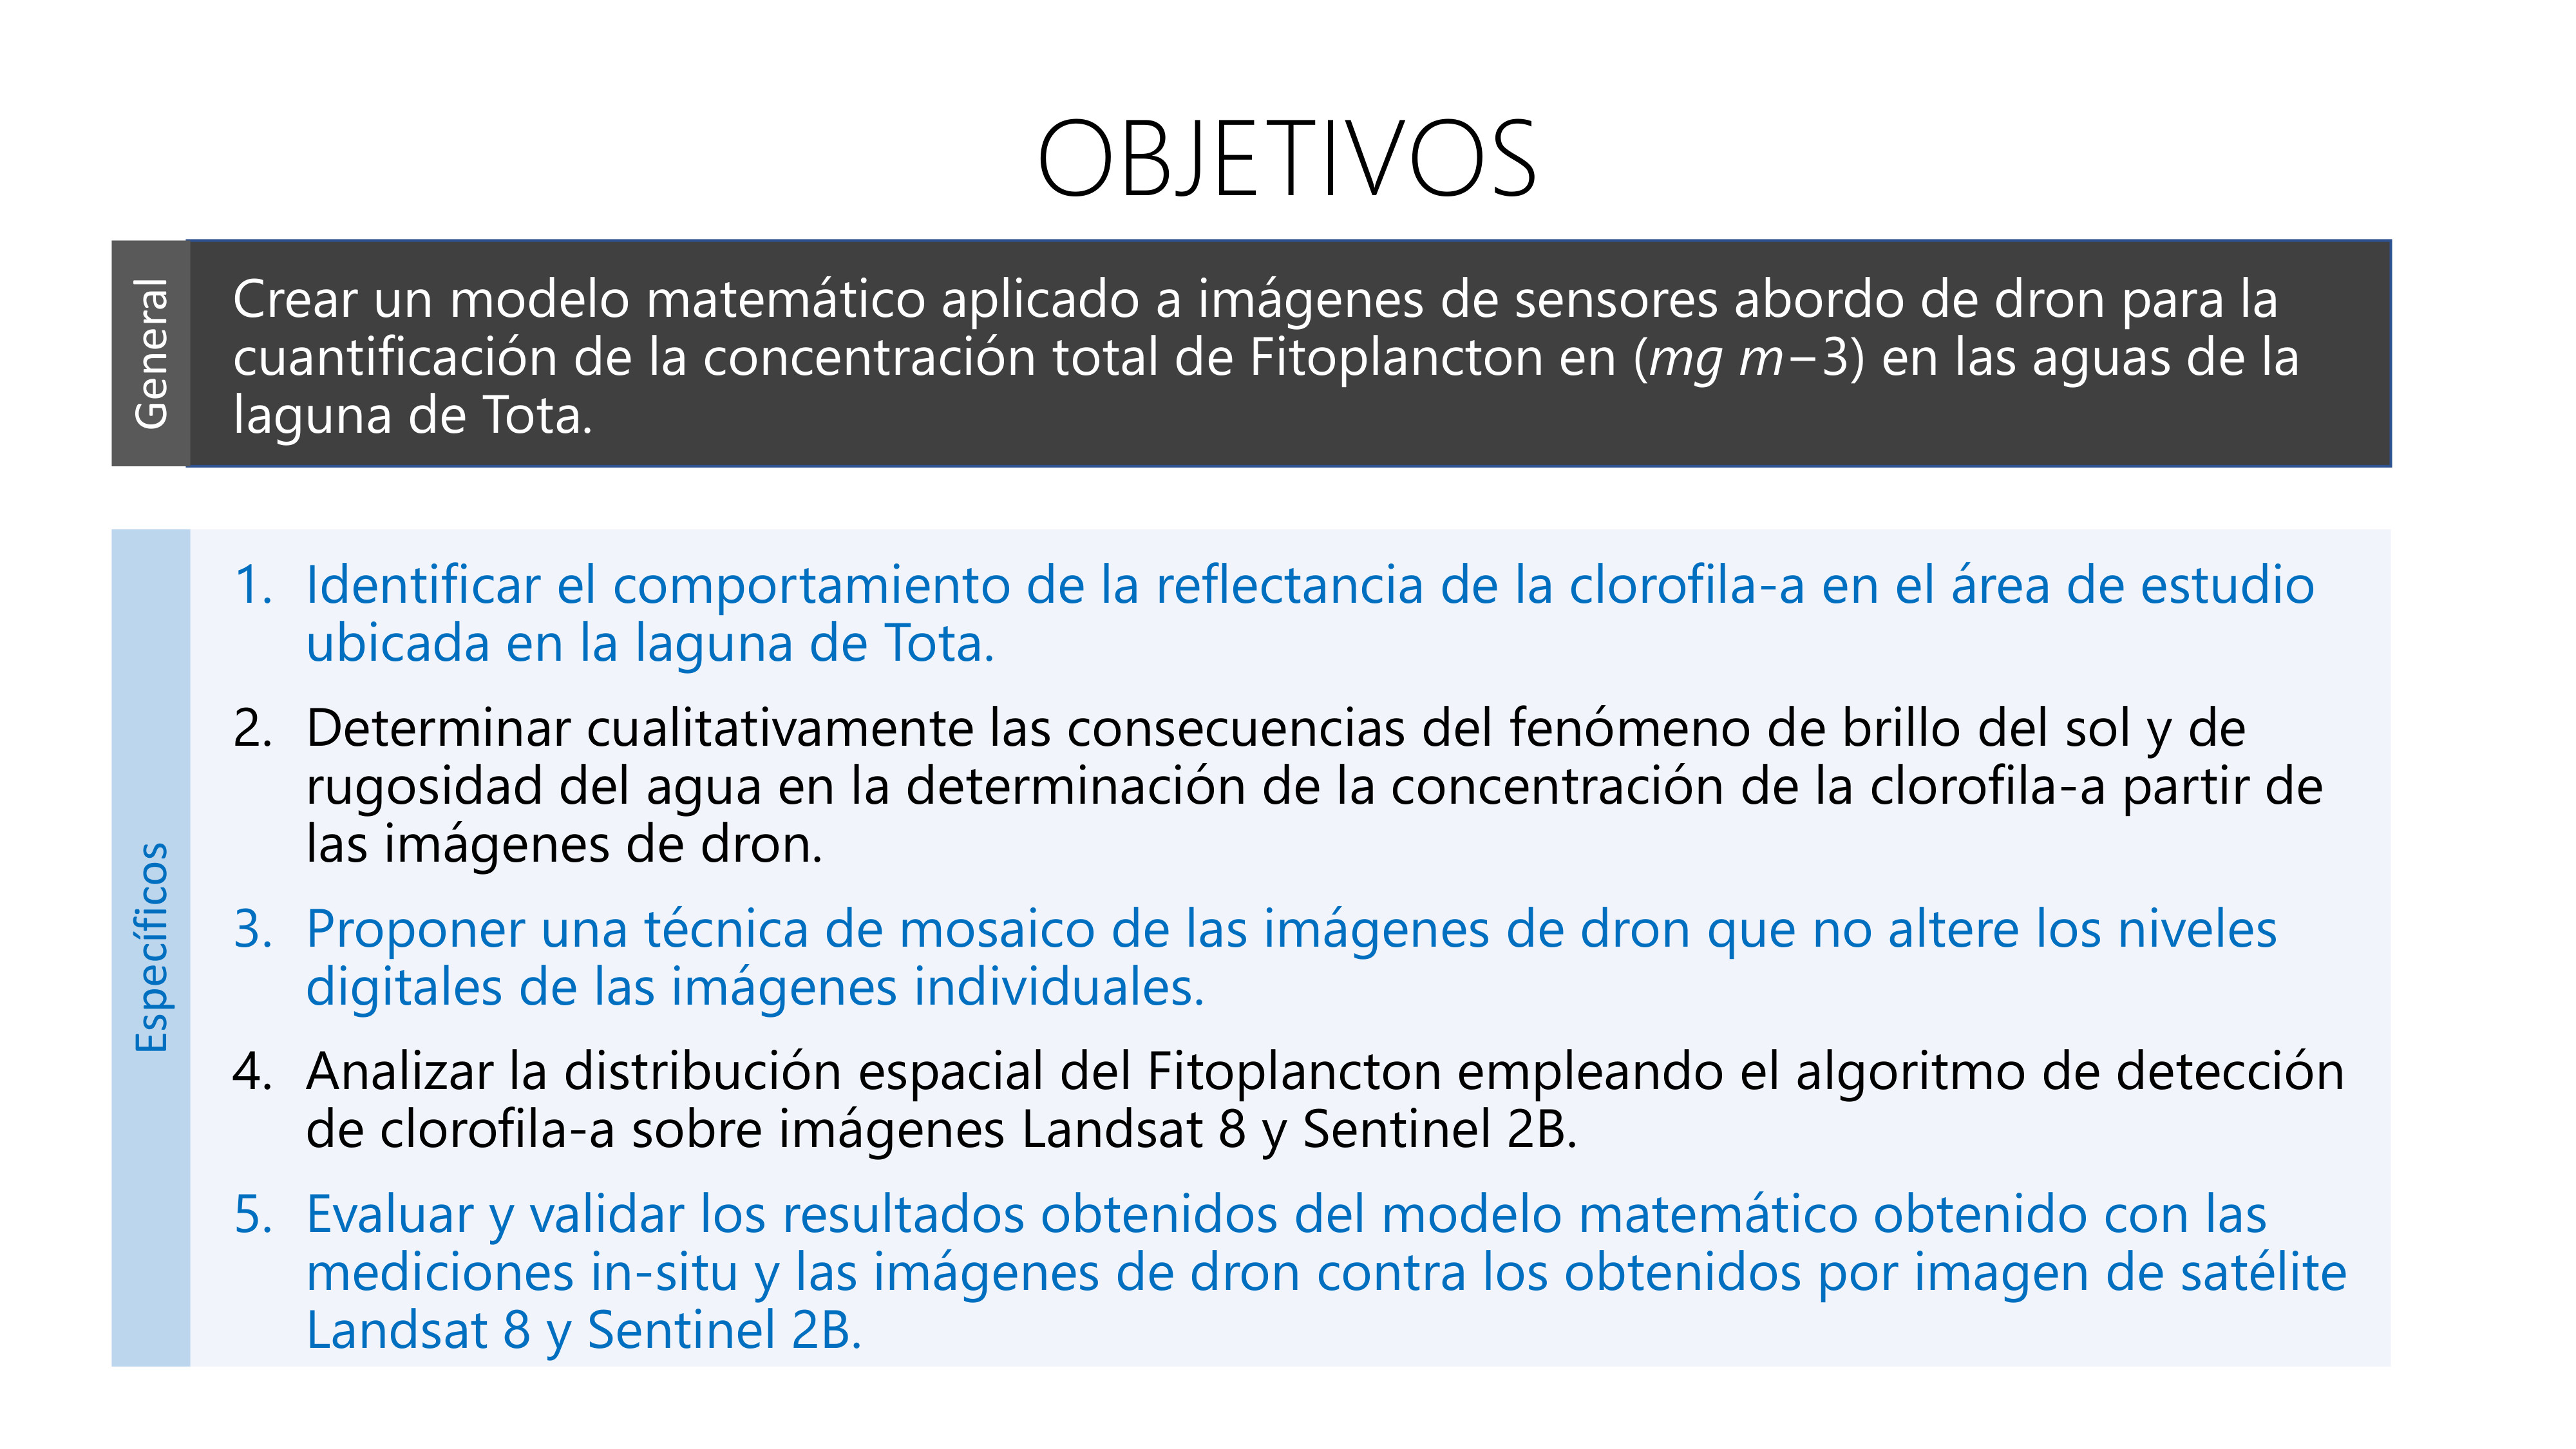 OBJETIVOS
General
Crear un modelo matemático aplicado a imágenes de sensores abordo de dron para la
cuantificación de la concentración total de Fitoplancton en (mg m−3) en las aguas de la
laguna de Tota.
Específicos
1. Identificar el comportamiento de la reflectancia de la clorofila-a en el área de estudio
ubicada en la laguna de Tota.
2. Determinar cualitativamente las consecuencias del fenómeno de brillo del sol y de
rugosidad del agua en la determinación de la concentración de la clorofila-a partir de
las imágenes de dron.
3. Proponer una técnica de mosaico de las imágenes de dron que no altere los niveles
digitales de las imágenes individuales.
4. Analizar la distribución espacial del Fitoplancton empleando el algoritmo de detección
de clorofila-a sobre imágenes Landsat 8 y Sentinel 2B.
5. Evaluar y validar los resultados obtenidos del modelo matemático obtenido con las
mediciones in-situ y las imágenes de dron contra los obtenidos por imagen de satélite
Landsat 8 y Sentinel 2B.